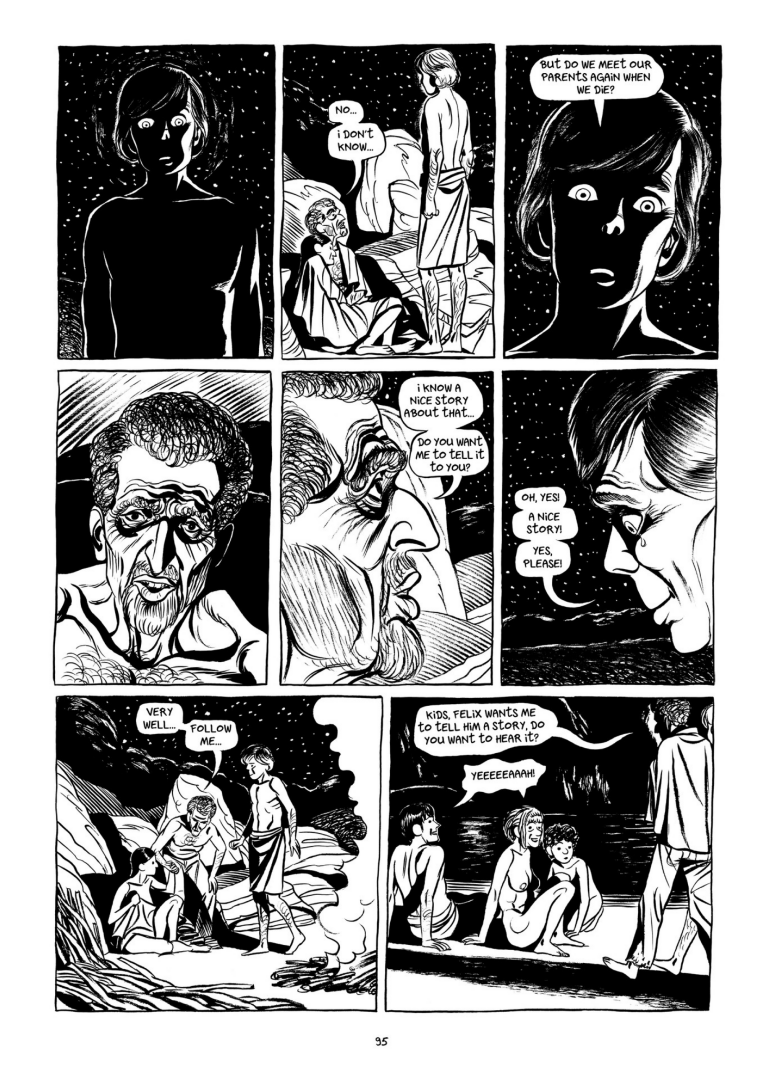 NO...
I DON'T
KNOW...
BUT DO WE MEET OUR
PARENTS AGAIN WHEN
WE DIE?
I KNOW A
NICE STORY
ABOUT THAT...
DO YOU WANT
ME TO TELL IT
TO YOU?
OH, YES!
A NICE
STORY!
YES,
PLEASE!
VERY
WELL...
FOLLOW
ME...
KIDS, FELIX WANTS ME
TO TELL HIM A STORY, DO
YOU WANT TO HEAR IT?
YEEEEEAAAH!
95